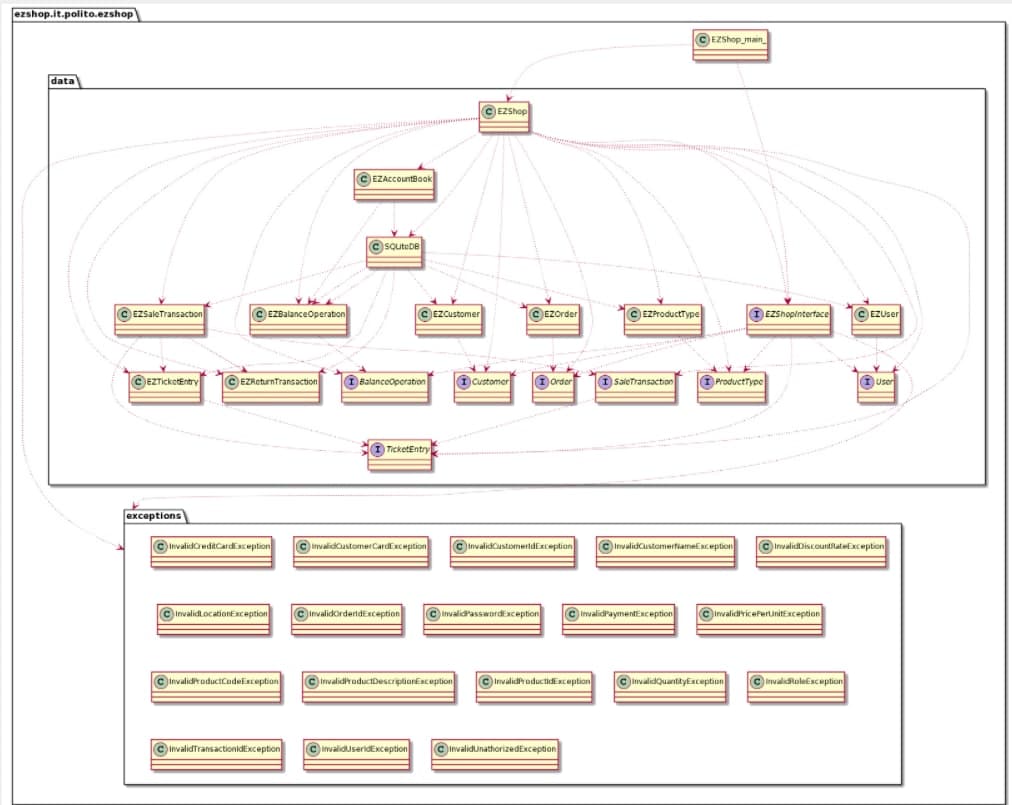 ezshop.it.polito.ezshop
C EZShop_main_
data
C EZShop
C EZAccountBook
C SQLiteDB
C EZSaleTransaction
C EZBalanceOperation
C EZCustomer
C EZOrder
C EZProductType
I EZShopInterface
C EZUser
C EZTicketEntry
C EZReturnTransaction
I BalanceOperation
I Customer
I Order
I SaleTransaction
I ProductType
I User
I TicketEntry
exceptions
C InvalidCreditCardException
C InvalidCustomerCardException
C InvalidCustomerIdException
C InvalidCustomerNameException
C InvalidDiscountRateException
C InvalidLocationException
C InvalidOrderIdException
C InvalidPasswordException
C InvalidPaymentException
C InvalidPricePerUnitException
C InvalidProductCodeException
C InvalidProductDescriptionException
C InvalidProductIdException
C InvalidQuantityException
C InvalidRoleException
C InvalidTransactionIdException
C InvalidUserIdException
C InvalidUnathorizedException